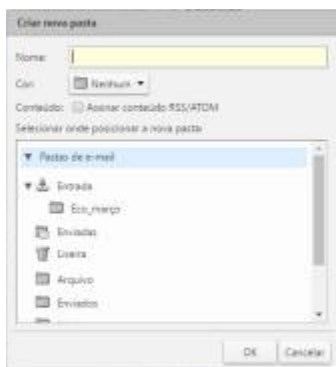 Criar nova pasta
Nome:
Cor: Nenhum
Conteúdo: Assinar conteúdo RSS/ATOM
Selecionar onde posicionar a nova pasta
Pastas de e-mail
Entrada
Eco_março
Enviadas
Lixeira
Arquivo
Enviados
OK Cancelar